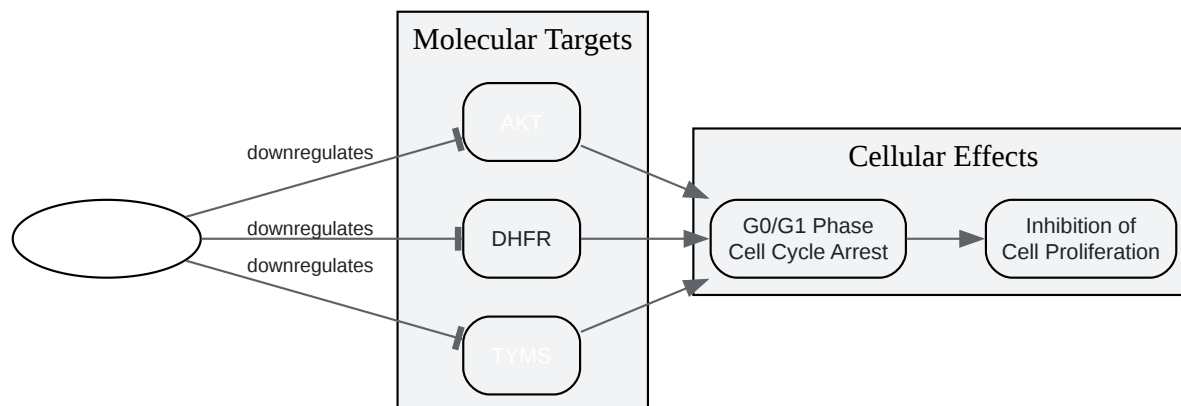 Molecular Targets
AKT
downregulates
Cellular Effects
downregulates
DHFR
G0/G1 Phase
Cell Cycle Arrest
Inhibition of
Cell Proliferation
downregulates
TYMS